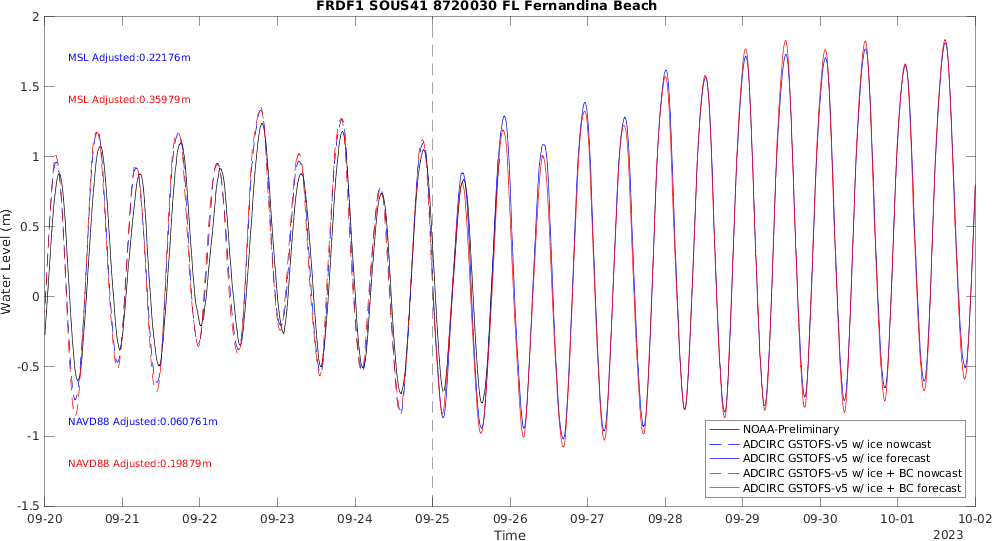 FRDF1 SOUS41 8720030 FL Fernandina Beach
2
1.5
1
0.5
0
-0.5
-1
-1.5
Water Level (m)
MSL Adjusted:0.22176m
MSL Adjusted:0.35979m
NAVD88 Adjusted:0.060761m
NAVD88 Adjusted:0.19879m
NOAA-Preliminary
ADCIRC GSTOFS-v5 w/ ice nowcast
ADCIRC GSTOFS-v5 w/ ice forecast
ADCIRC GSTOFS-v5 w/ ice + BC nowcast
ADCIRC GSTOFS-v5 w/ ice + BC forecast
09-20 09-21 09-22 09-23 09-24 09-25 09-26 09-27 09-28 09-29 09-30 10-01 10-02
Time
2023